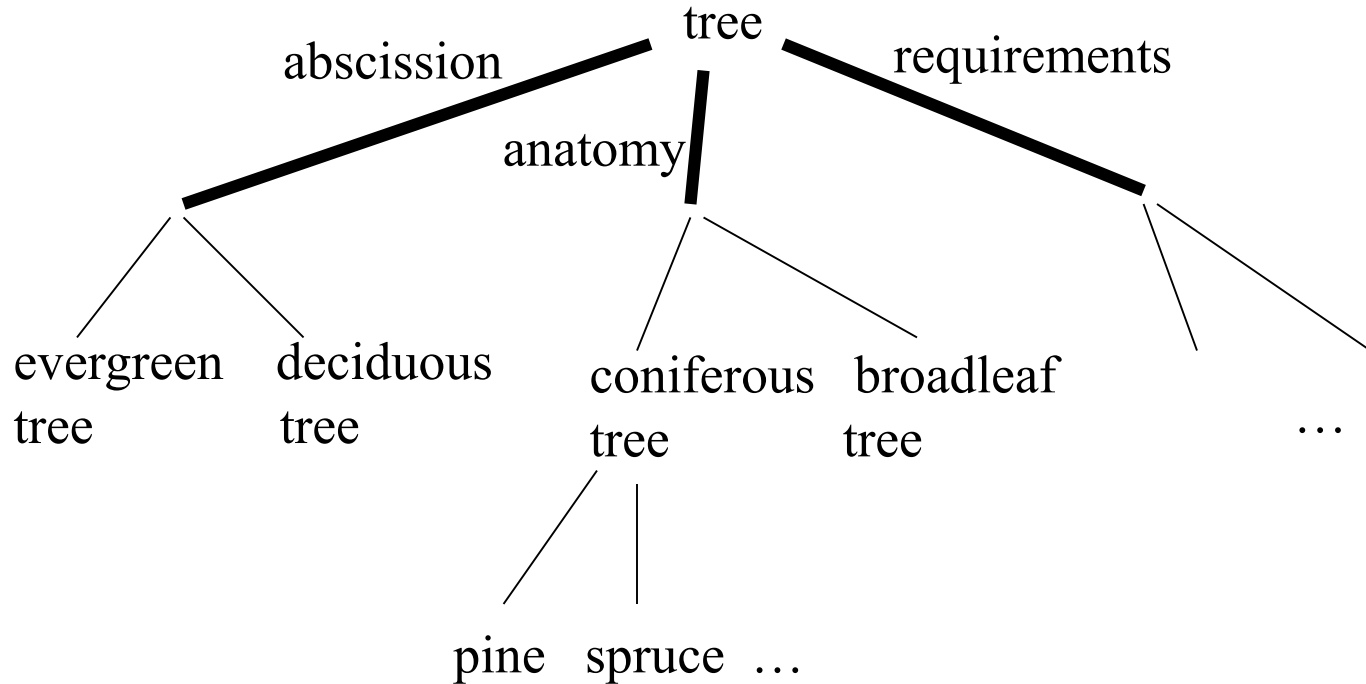 tree
abscission
requirements
anatomy
evergreen
tree
deciduous
tree
coniferous
tree
broadleaf
tree
…
pine spruce …